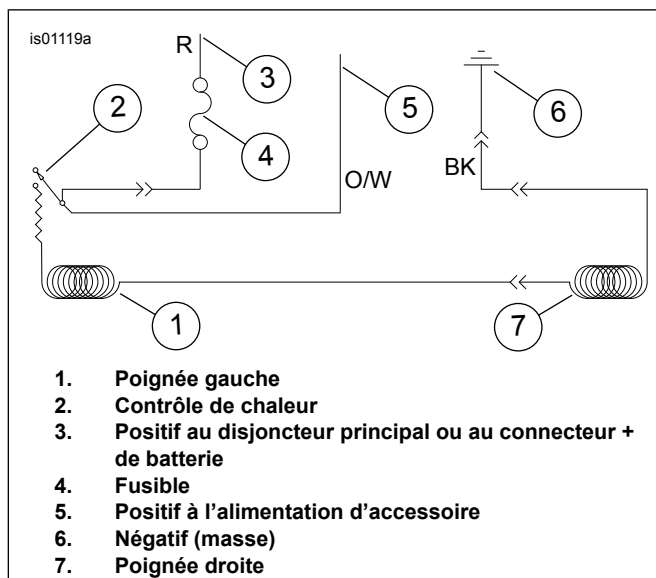 is01119a
R
3
2
5
6
4
O/W
BK
1
7
1. Poignée gauche
2. Contrôle de chaleur
3. Positif au disjoncteur principal ou au connecteur +
de batterie
4. Fusible
5. Positif à l’alimentation d’accessoire
6. Négatif (masse)
7. Poignée droite